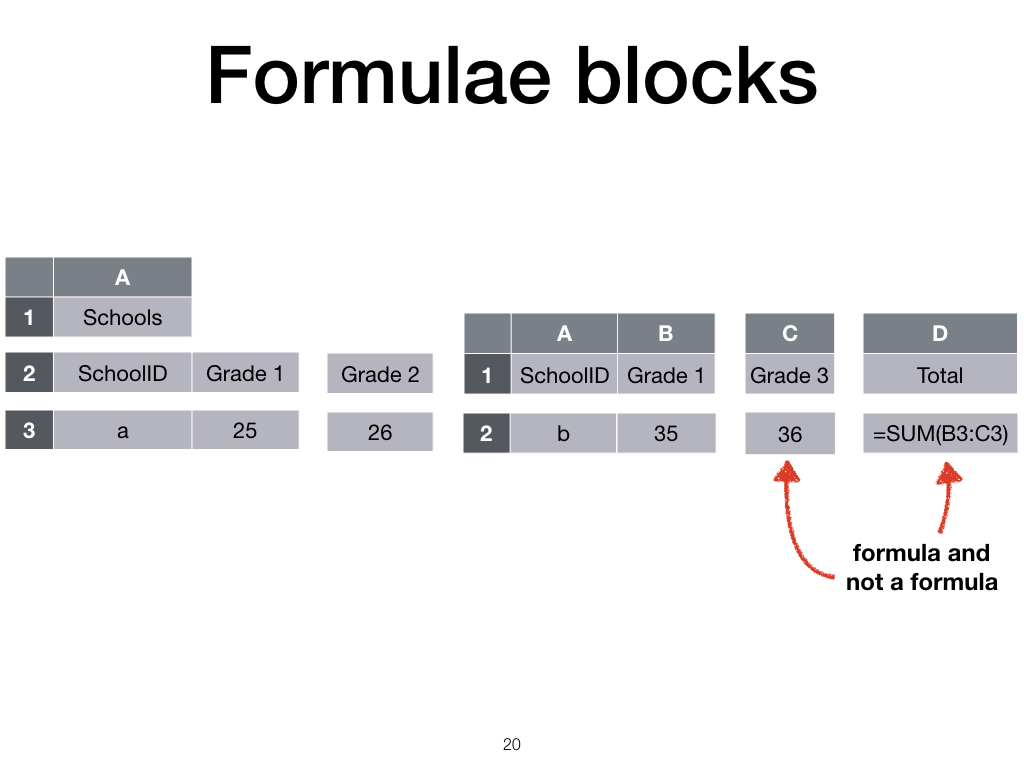 Formulae blocks
A
1 Schools
2 SchoolID Grade 1 Grade 2
3 a 25 26
A B C D
1 SchoolID Grade 1 Grade 3 Total
2 b 35 36 =SUM(B3:C3)
formula and
not a formula
20